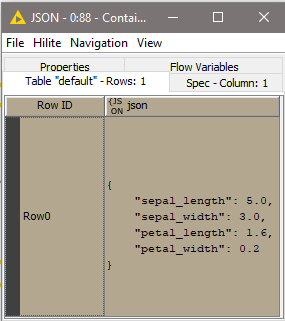 JSON - 0:88 - Contai...
File Hilite Navigation View
Properties Flow Variables
Table "default" - Rows: 1 Spec - Column: 1
Row ID {JS ON} json
Row0
{
"sepal_length": 5.0,
"sepal_width": 3.0,
"petal_length": 1.6,
"petal_width": 0.2
}